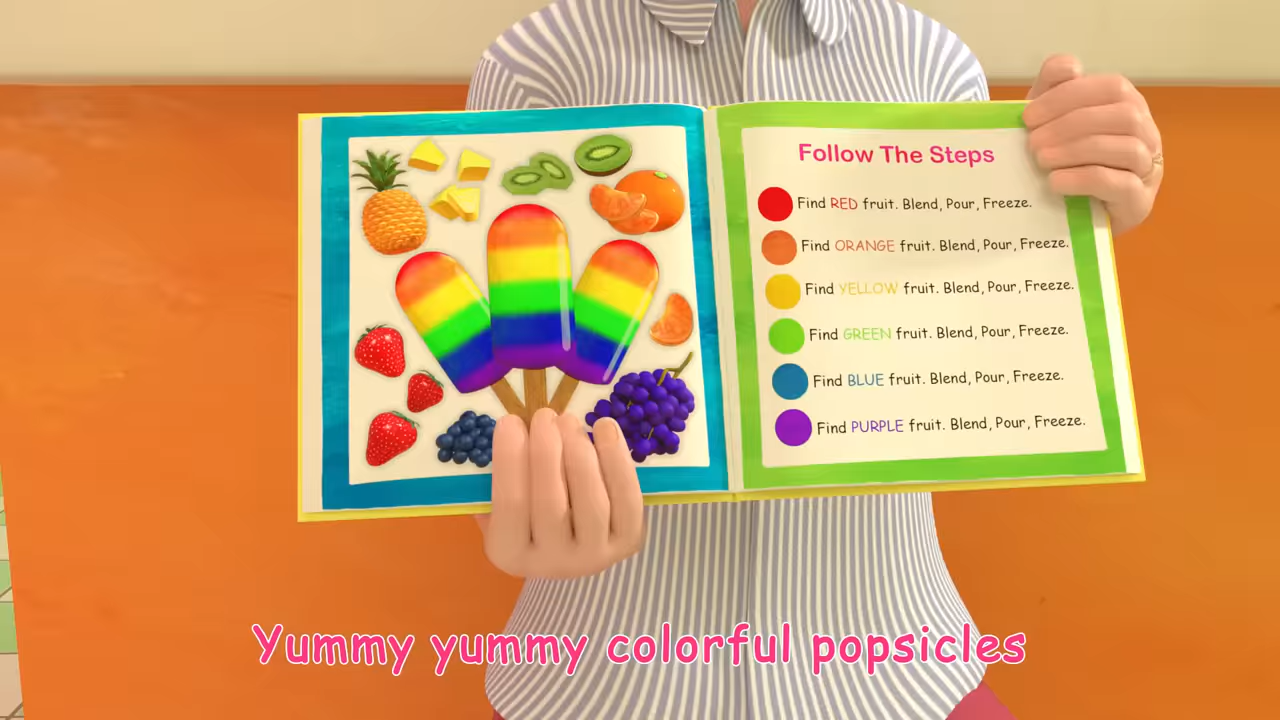 Follow The Steps
Find RED fruit. Blend, Pour, Freeze.
Find ORANGE fruit. Blend, Pour, Freeze.
Find YELLOW fruit. Blend, Pour, Freeze.
Find GREEN fruit. Blend, Pour, Freeze.
Find BLUE fruit. Blend, Pour, Freeze.
Find PURPLE fruit. Blend, Pour, Freeze.
Yummy yummy colorful popsicles